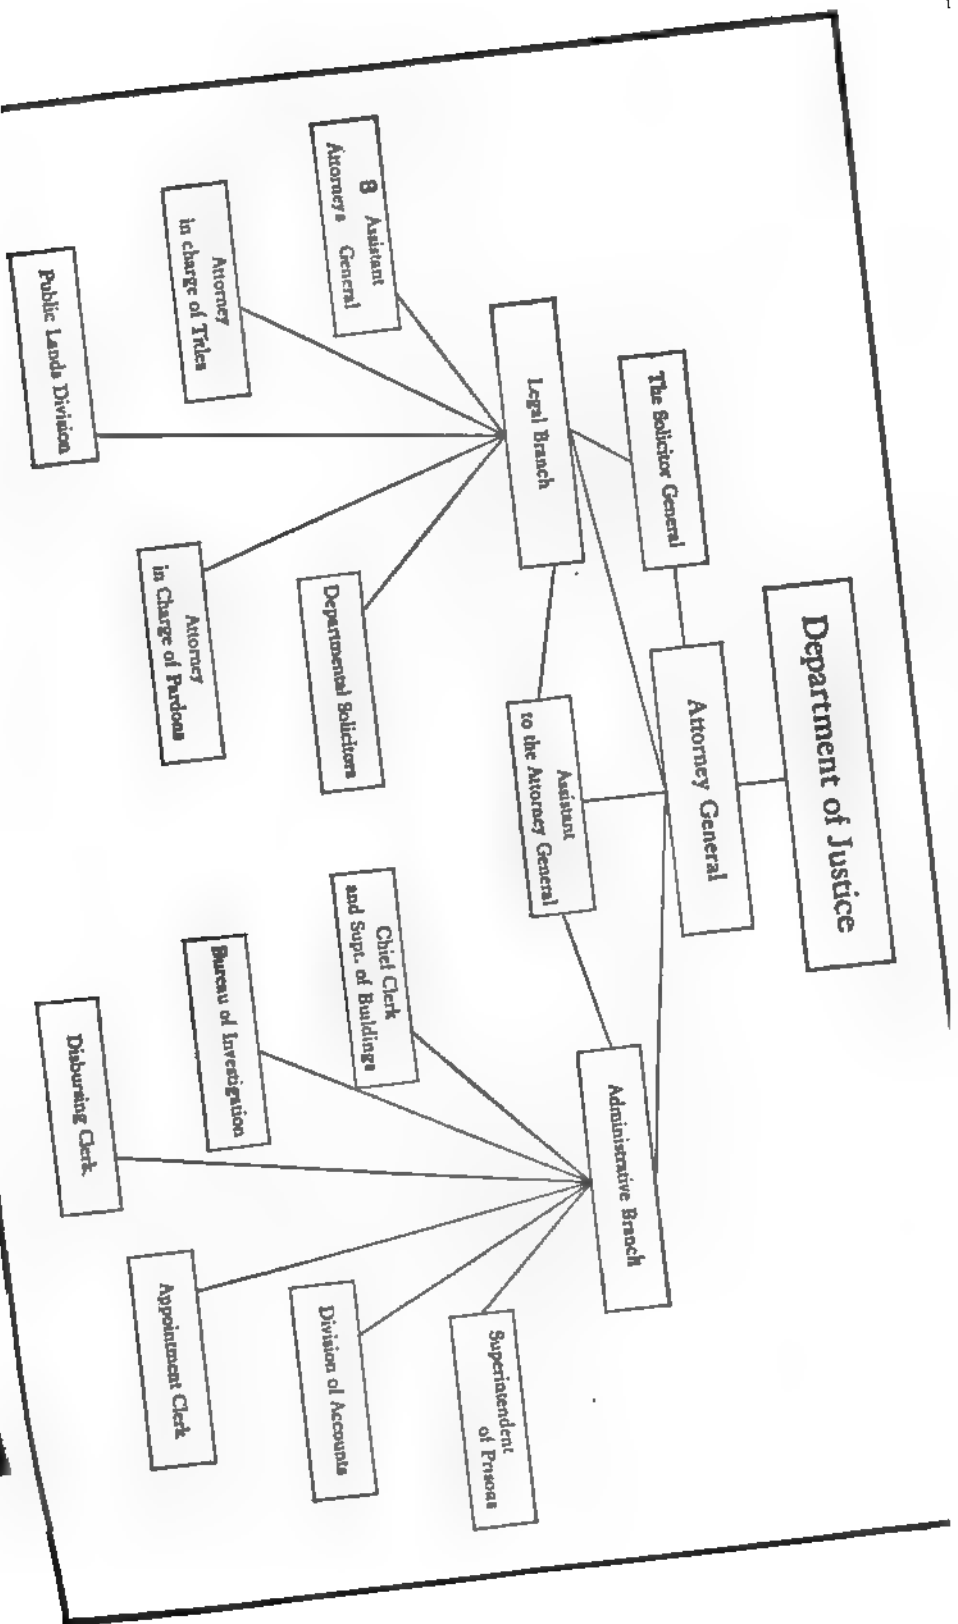 Department of Justice
Attorney General
The Solicitor General
Assistant
to the Attorney General
Legal Branch
Administrative Branch
8 Assistant
Attorneys General
Attorney
in charge of Titles
Public Lands Division
Attorney
in Charge of Pardons
Departmental Solicitors
Chief Clerk
and Supt. of Buildings
Bureau of Investigation
Disbursing Clerk.
Appointment Clerk
Division of Accounts
Superintendent
of Prisons